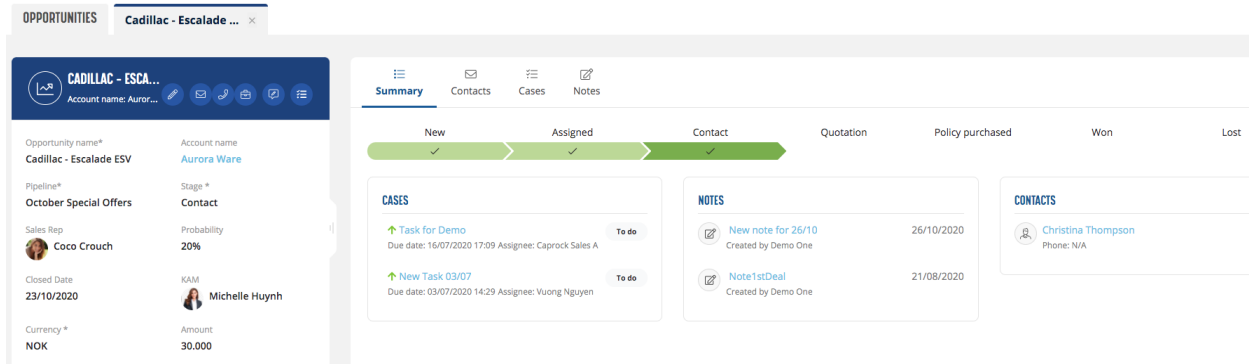 OPPORTUNITIES
Cadillac - Escalade ... ×
CADILLAC - ESCA...
Account name: Auror...
Opportunity name*
Account name
Cadillac - Escalade ESV
Aurora Ware
Pipeline*
Stage *
October Special Offers
Contact
Sales Rep
Probability
Coco Crouch
20%
Closed Date
KAM
23/10/2020
Michelle Huynh
Currency *
Amount
NOK
30.000
Summary
Contacts
Cases
Notes
New
Assigned
Contact
Quotation
Policy purchased
Won
Lost
CASES
Task for Demo
To do
Due date: 16/07/2020 17:09 Assignee: Caprock Sales A
New Task 03/07
To do
Due date: 03/07/2020 14:29 Assignee: Vuong Nguyen
NOTES
New note for 26/10
26/10/2020
Created by Demo One
Note1stDeal
21/08/2020
Created by Demo One
CONTACTS
Christina Thompson
Phone: N/A